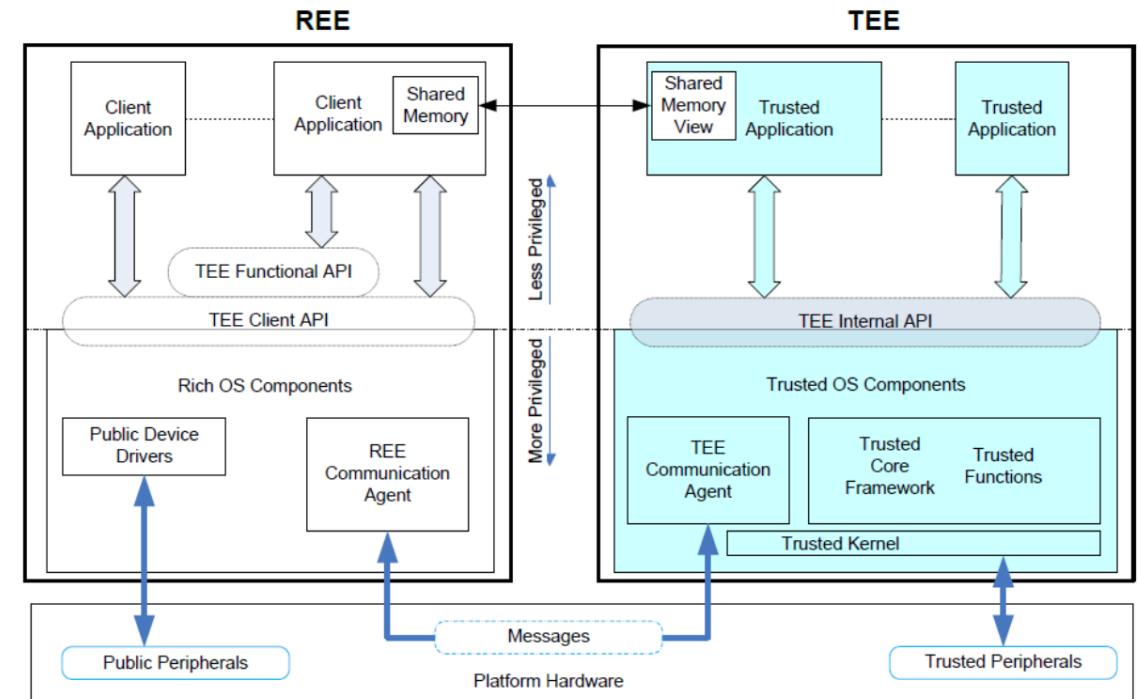 REE
TEE
Client
Application
Client
Application
Shared
Memory
Shared
Memory
View
Trusted
Application
Trusted
Application
Less Privileged
TEE Functional API
TEE Client API
TEE Internal API
More Privileged
Rich OS Components
Public Device
Drivers
REE
Communication
Agent
Trusted OS Components
TEE
Communication
Agent
Trusted
Core
Framework
Trusted
Functions
Trusted Kernel
Messages
Public Peripherals
Trusted Peripherals
Platform Hardware